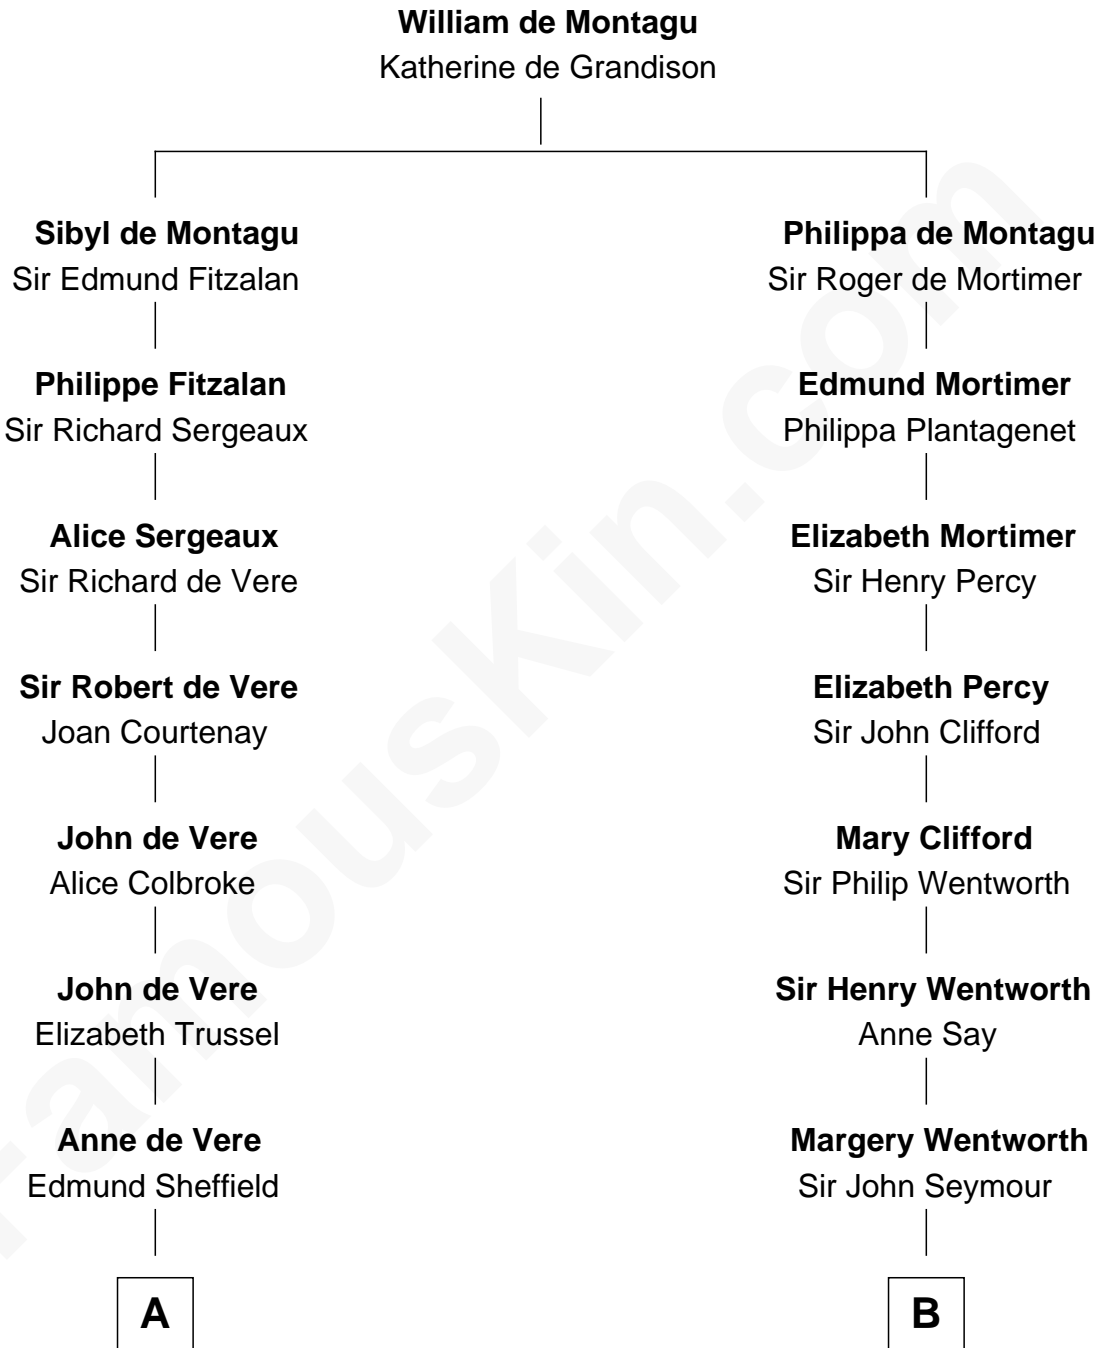 William de Montagu
Katherine de Grandison
Sibyl de Montagu
Sir Edmund Fitzalan
Philippe Fitzalan
Sir Richard Sergeaux
Alice Sergeaux
Sir Richard de Vere
Sir Robert de Vere
Joan Courtenay
John de Vere
Alice Colbroke
John de Vere
Elizabeth Trussel
Anne de Vere
Edmund Sheffield
A
Philippa de Montagu
Sir Roger de Mortimer
Edmund Mortimer
Philippa Plantagenet
Elizabeth Mortimer
Sir Henry Percy
Elizabeth Percy
Sir John Clifford
Mary Clifford
Sir Philip Wentworth
Sir Henry Wentworth
Anne Say
Margery Wentworth
Sir John Seymour
B
FamousKin.com